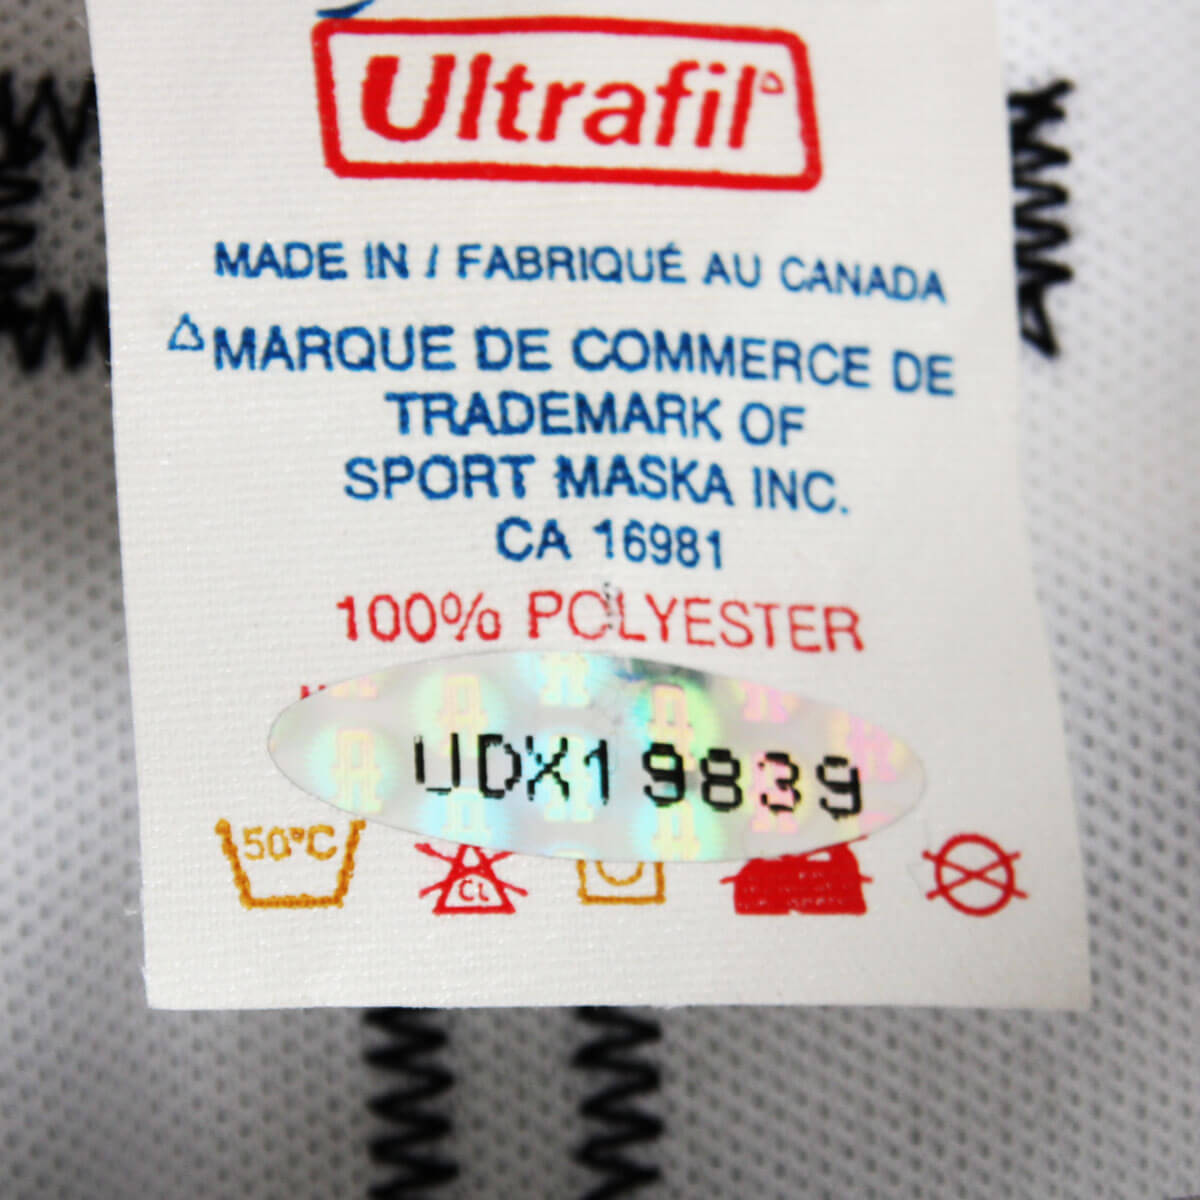 Ultrafil△
MADE IN / FABRIQUÉ AU CANADA
△MARQUE DE COMMERCE DE
TRADEMARK OF
SPORT MASKA INC.
CA 16981
100% POLYESTER
UDX19839
50°C
CL